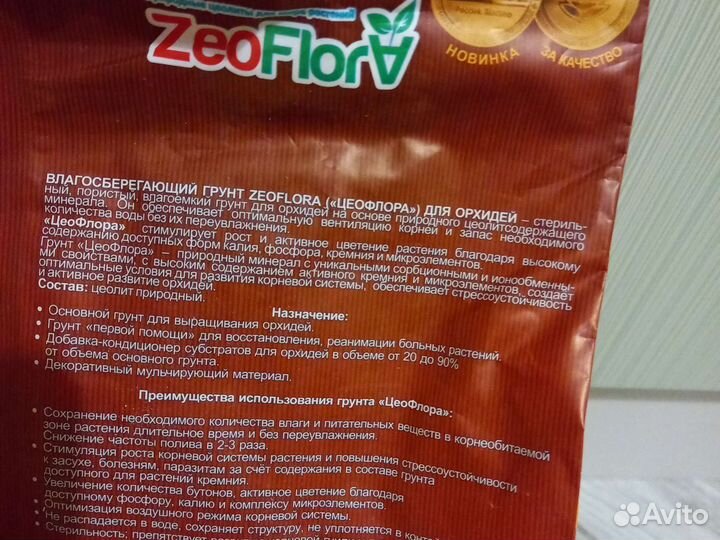 для
растений
ZeoFlora
НОВИНКА
ЗА КАЧЕСТВО
ВЛАГОСБЕРЕГАЮЩИЙ ГРУНТ ZEOFLORA («ЦЕОФЛОРА») ДЛЯ ОРХИДЕЙ – стериль-
ный, пористый, влагоёмкий грунт для орхидей на основе природного цеолитсодержащего
минерала. Он обеспечивает оптимальную вентиляцию корней и запас необходимого
количества воды без их переувлажнения.
«ЦеоФлора» стимулирует рост и активное цветение растения благодаря высокому
содержанию доступных форм калия, фосфора, кремния и микроэлементов.
Грунт «ЦеоФлора» – природный минерал с уникальными сорбционными и ионообменны-
ми свойствами, с высоким содержанием активного кремния и микроэлементов, создает
оптимальные условия для развития корневой системы, обеспечивает стрессоустойчивость
и активное развитие орхидей.
Состав: цеолит природный.
Назначение:
• Основной грунт для выращивания орхидей.
• Грунт «первой помощи» для восстановления, реанимации больных растений.
• Добавка-кондиционер субстратов для орхидей в объеме от 20 до 90%
от объема основного грунта.
• Декоративный мульчирующий материал.
Преимущества использования грунта «ЦеоФлора»:
• Сохранение необходимого количества влаги и питательных веществ в корнеобитаемой
зоне растения длительное время и без переувлажнения.
Снижение частоты полива в 2-3 раза.
• Стимуляция роста корневой системы растения и повышения стрессоустойчивости
к засухе, болезням, паразитам за счёт содержания в составе грунта
доступного для растений кремния.
• Увеличение количества бутонов, активное цветение благодаря
доступному фосфору, калию и комплексу микроэлементов.
• Оптимизация воздушного режима корневой системы.
• Не распадается в воде, сохраняет структуру, не уплотняется в
• Стерильность; препятствует
Avito